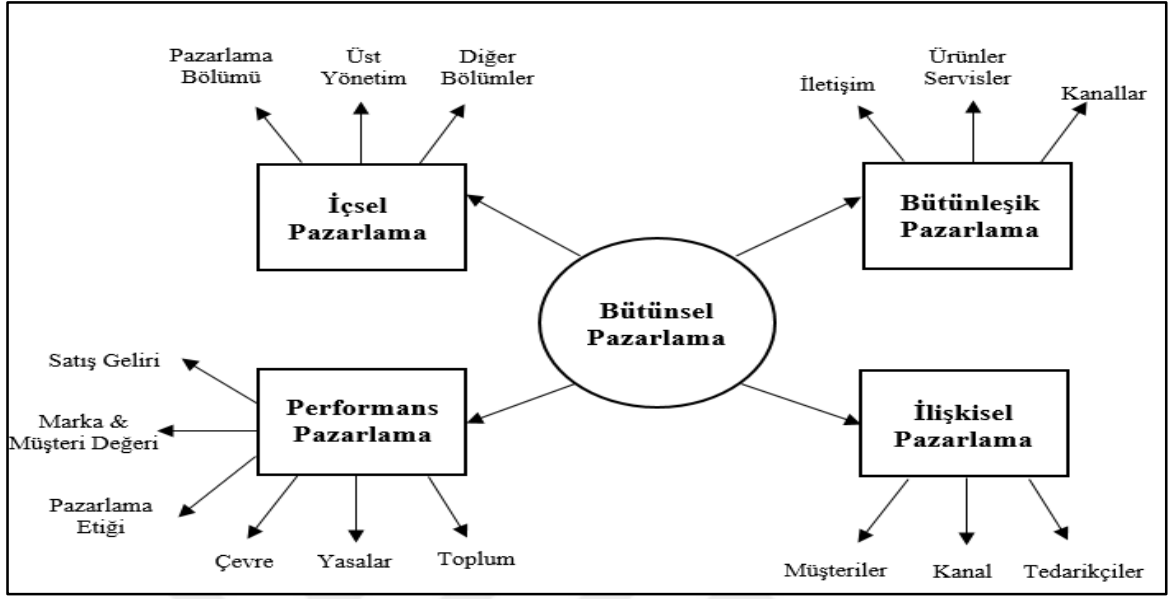 Pazarlama
Bölümü
Üst
Yönetim
Diğer
Bölümler
İçsel
Pazarlama
İletişim
Ürünler
Servisler
Kanallar
Bütünleşik
Pazarlama
Bütünsel
Pazarlama
Satış Geliri
Marka &
Müşteri Değeri
Pazarlama
Etiği
Performans
Pazarlama
Çevre
Yasalar
Toplum
İlişkisel
Pazarlama
Müşteriler
Kanal
Tedarikçiler